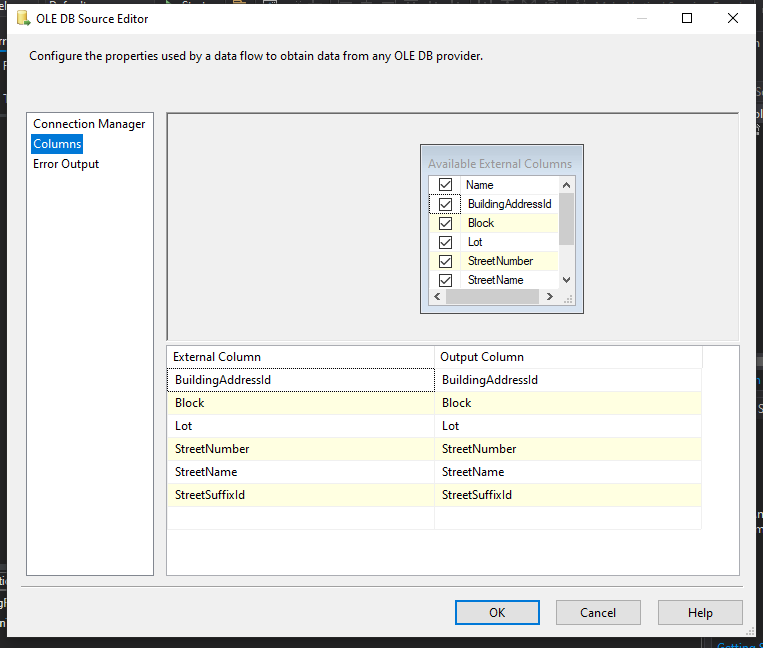 OLE DB Source Editor
Configure the properties used by a data flow to obtain data from any OLE DB provider.
Connection Manager
Columns
Error Output
Available External Columns
Name
BuildingAddressId
Block
Lot
StreetNumber
StreetName
External Column Output Column
BuildingAddressId BuildingAddressId
Block Block
Lot Lot
StreetNumber StreetNumber
StreetName StreetName
StreetSuffixId StreetSuffixId
OK Cancel Help